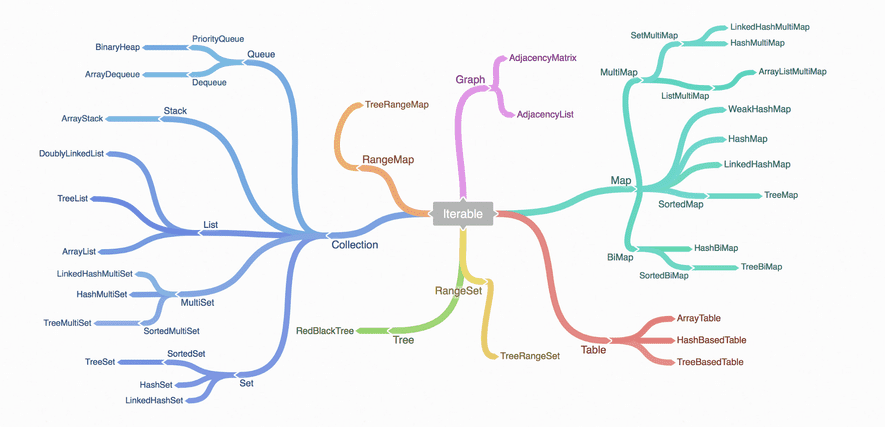 PriorityQueue
BinaryHeap
Queue
ArrayDequeue
Dequeue
Stack
ArrayStack
DoublyLinkedList
TreeList
List
ArrayList
LinkedHashMultiSet
HashMultiSet
MultiSet
TreeMultiSet
SortedMultiSet
SortedSet
TreeSet
HashSet
Set
LinkedHashSet
Collection
TreeRangeMap
RangeMap
Graph
AdjacencyMatrix
AdjacencyList
Iterable
RangeSet
TreeRangeSet
Tree
RedBlackTree
LinkedHashMultiMap
SetMultiMap
HashMultiMap
MultiMap
ArrayListMultiMap
ListMultiMap
WeakHashMap
HashMap
LinkedHashMap
Map
SortedMap
TreeMap
HashBiMap
BiMap
SortedBiMap
TreeBiMap
ArrayTable
HashBasedTable
Table
TreeBasedTable